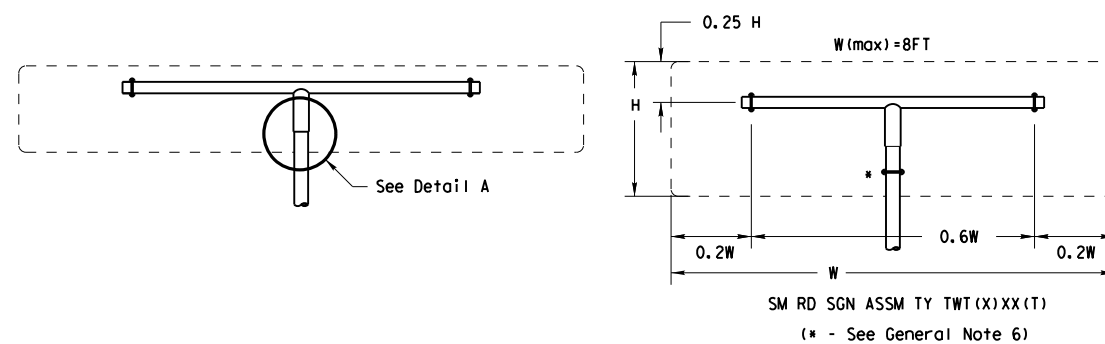 0.25 H
W(max)=8FT
H
See Detail A
*
0.2W
0.6W
0.2W
W
SM RD SGN ASSM TY TWT(X)XX(T)
(* - See General Note 6)